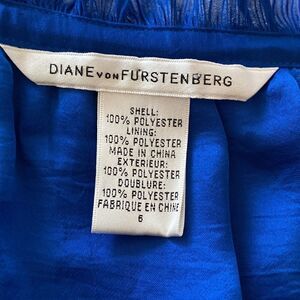 DIANE VON FURSTENBERG
SHELL:
100% POLYESTER
LINING:
100% POLYESTER
MADE IN CHINA
EXTERIEUR:
100% POLYESTER
DOUBLURE:
100% POLYESTER
FABRIQUE EN CHINE
6